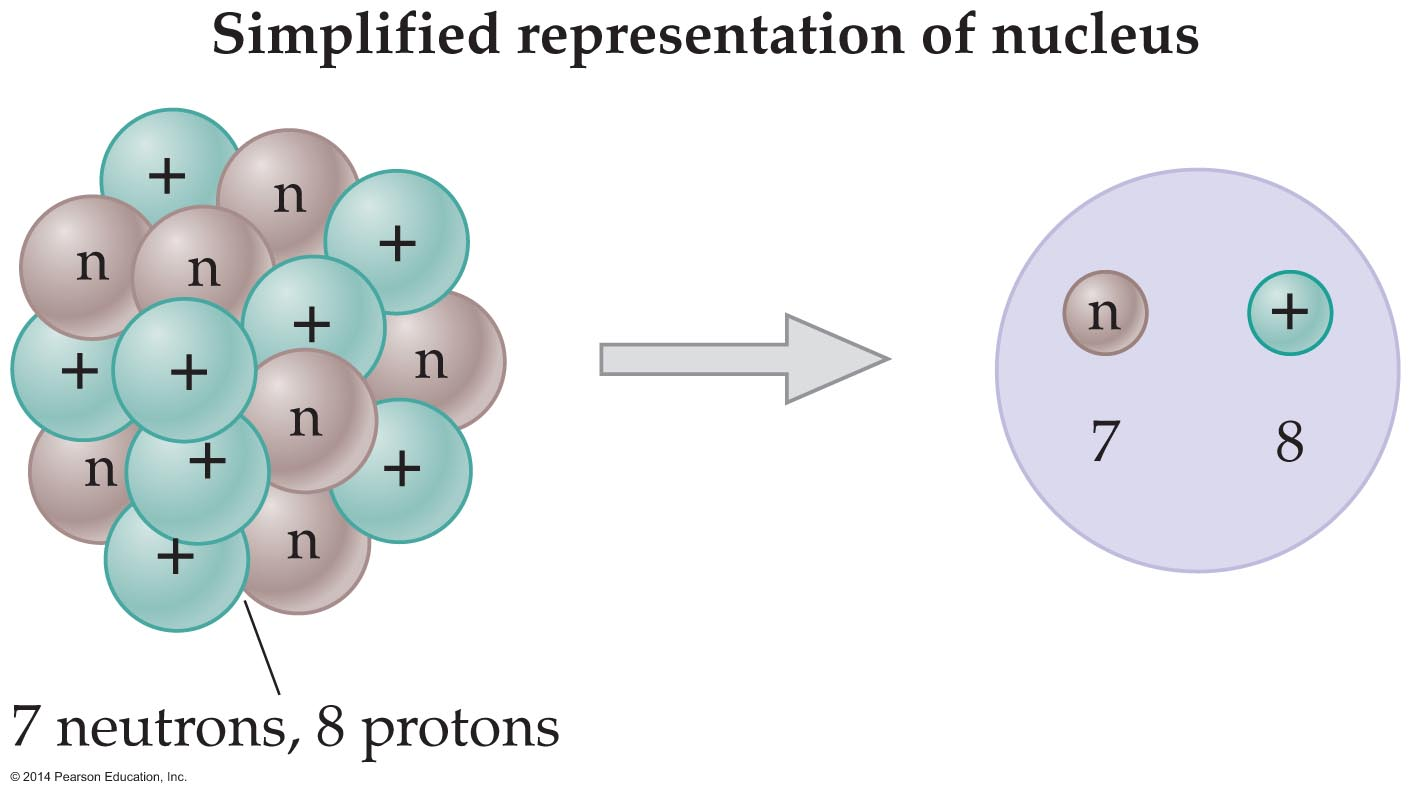 Simplified representation of nucleus
+
n
+
n
n
+
n
+
+
n
n
+
+
+
n
n
+
7
8
7 neutrons, 8 protons
© 2014 Pearson Education, Inc.